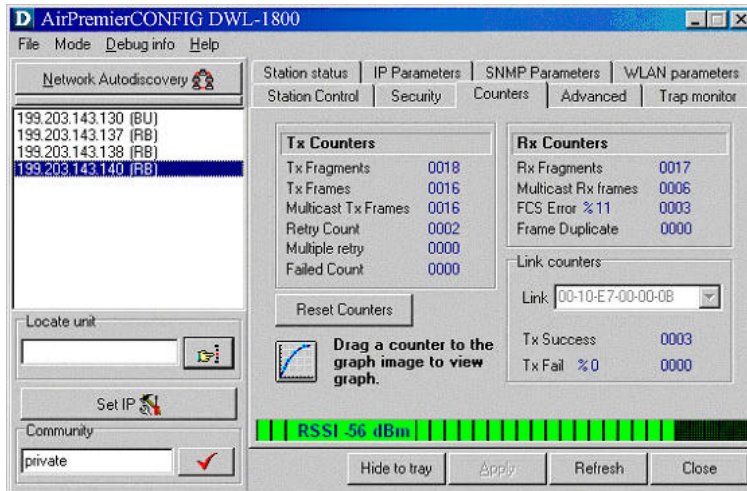 D AirPremierCONFIG DWL-1800
File Mode Debug info Help
Network Autodiscovery
199.203.143.130 (BU)
199.203.143.137 (RB)
199.203.143.138 (RB)
199.203.143.140 (RB)
Locate unit
Set IP
Community
private
Station status IP Parameters SNMP Parameters WLAN parameters
Station Control Security Counters Advanced Trap monitor
Tx Counters
Tx Fragments 0018
Tx Frames 0016
Multicast Tx Frames 0016
Retry Count 0002
Multiple retry 0000
Failed Count 0000
Reset Counters
Drag a counter to the
graph image to view
graph.
Rx Counters
Rx Fragments 0017
Multicast Rx frames 0006
FCS Error %11 0003
Frame Duplicate 0000
Link counters
Link 00-10-E7-00-00-0B
Tx Success 0003
Tx Fail %0 0000
RSSI -56 dBm
Hide to tray Apply Refresh Close